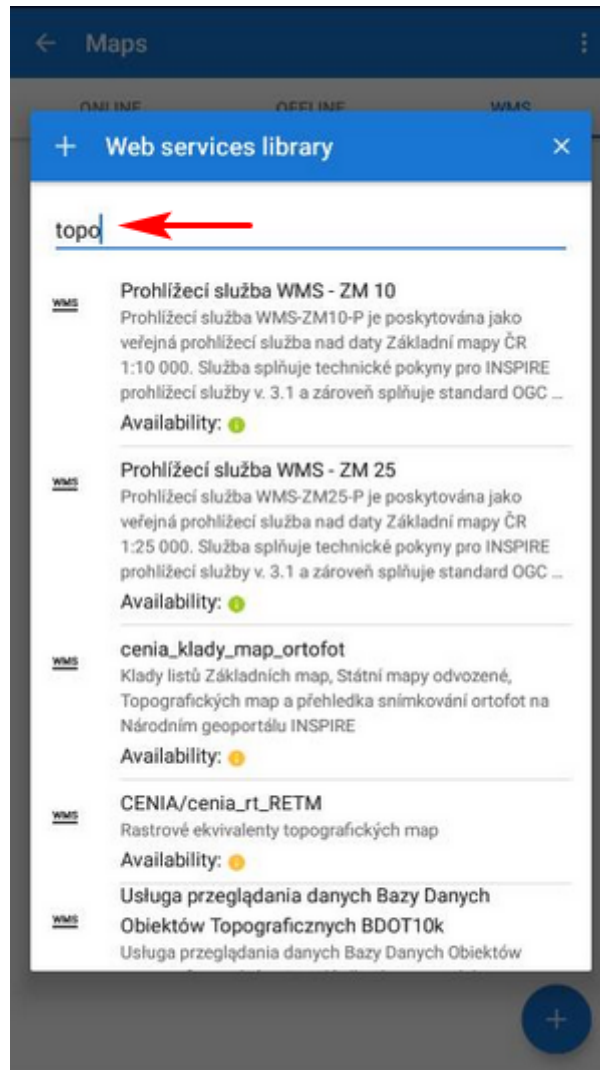 Maps
ONLINE OFFLINE WMS
Web services library
topo
WMS
Prohlížecí služba WMS - ZM 10
Prohlížecí služba WMS-ZM10-P je poskytována jako
veřejná prohlížecí služba nad daty Základní mapy ČR
1:10 000. Služba splňuje technické pokyny pro INSPIRE
prohlížecí služby v. 3.1 a zároveň splňuje standard OGC ...
Availability:
WMS
Prohlížecí služba WMS - ZM 25
Prohlížecí služba WMS-ZM25-P je poskytována jako
veřejná prohlížecí služba nad daty Základní mapy ČR
1:25 000. Služba splňuje technické pokyny pro INSPIRE
prohlížecí služby v. 3.1 a zároveň splňuje standard OGC ...
Availability:
WMS
cenia_klady_map_ortofot
Klady listů Základních map, Státní mapy odvozené,
Topografických map a přehledka snímkování ortofot na
Národním geoportálu INSPIRE
Availability:
WMS
CENIA/cenia_rt_RETM
Rastrové ekvivalenty topografických map
Availability:
WMS
Usługa przeglądania danych Bazy Danych
Obiektów Topograficznych BDOT10k
Usługa przeglądania danych Bazy Danych Obiektów